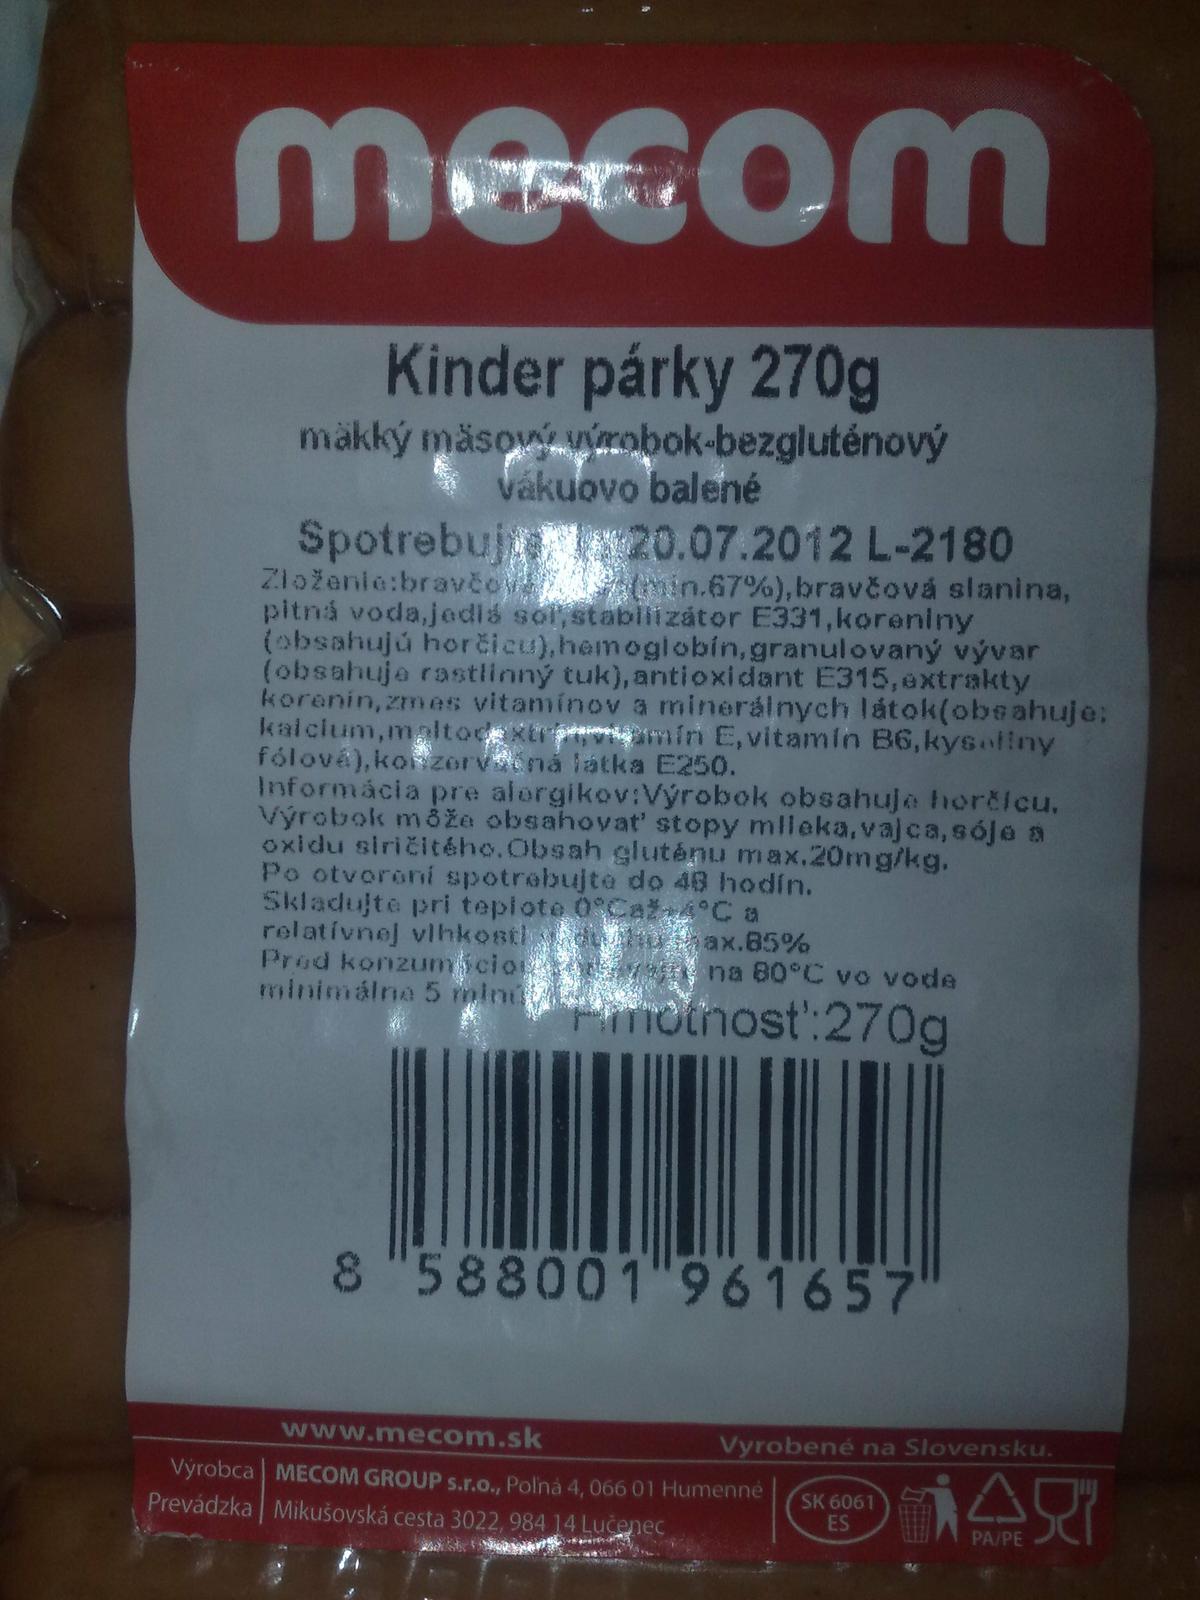 mecom
Kinder párky 270g
mäkký mäsový výrobok-bezgluténový
vákuovo balené
20.07.2012 L-2180
Zloženie: (min.67%),bravčová slanina,
pitná voda,jedlá soľ,stabilizátor E331,koreniny
(obsahujú horčicu),hemoglobín,granulovaný vývar
(obsahuje rastlinný tuk),antioxidant E315,extrakty
korenín,zmes vitamínov a minerálnych látok(obsahuje:
kalcium, E,vitamín B6,kyseliny
fólové), látka E250.
Informácia pre alergikov:Výrobok obsahuje horčicu.
Výrobok môže obsahovať stopy mlieka,vajca,sóje a
oxidu siričitého.Obsah gluténu max.20mg/kg.
Po otvorení spotrebujte do 48 hodín.
Skladujte pri teplote 0°Caž+4°C a
relatívnej vlhkosti max.85%
Pred na 80°C vo vode
minimálne 5
Hmotnosť:270g
8 588001 961657
www.mecom.sk
Vyrobené na Slovensku.
Výrobca MECOM GROUP s.r.o., Poľná 4, 066 01 Humenné
Prevádzka Mikušovská cesta 3022, 984 14 Lučenec
SK 6061
ES
PA/PE